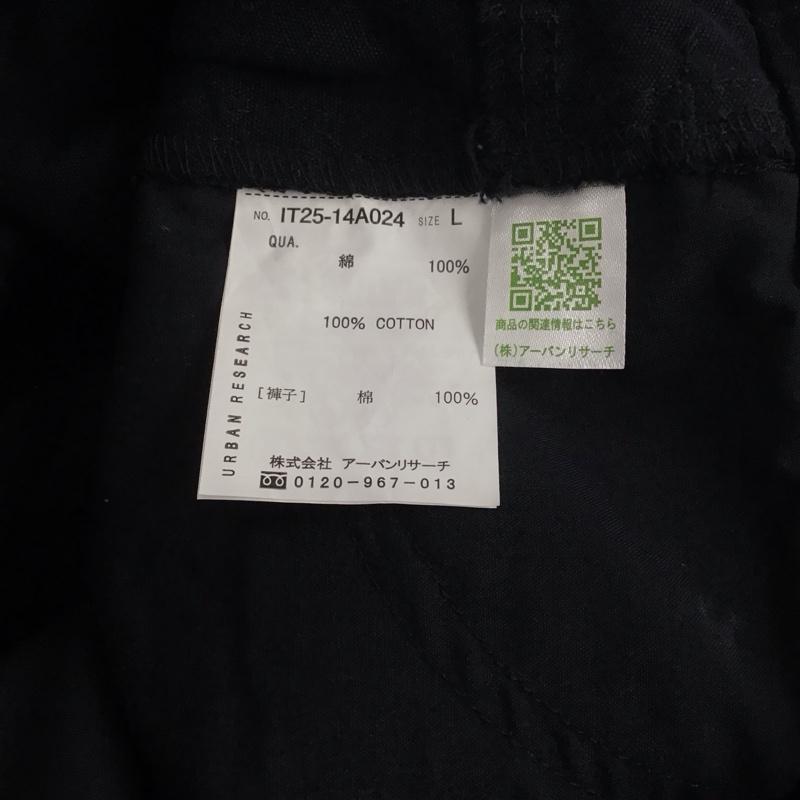 NO. IT25-14A024 SIZE L
QUA.
綿 100%
100% COTTON
[褲子] 棉 100%
株式会社 アーバンリサーチ
0120-967-013
URBAN RESEARCH
商品の関連情報はこちら
(株)アーバンリサーチ